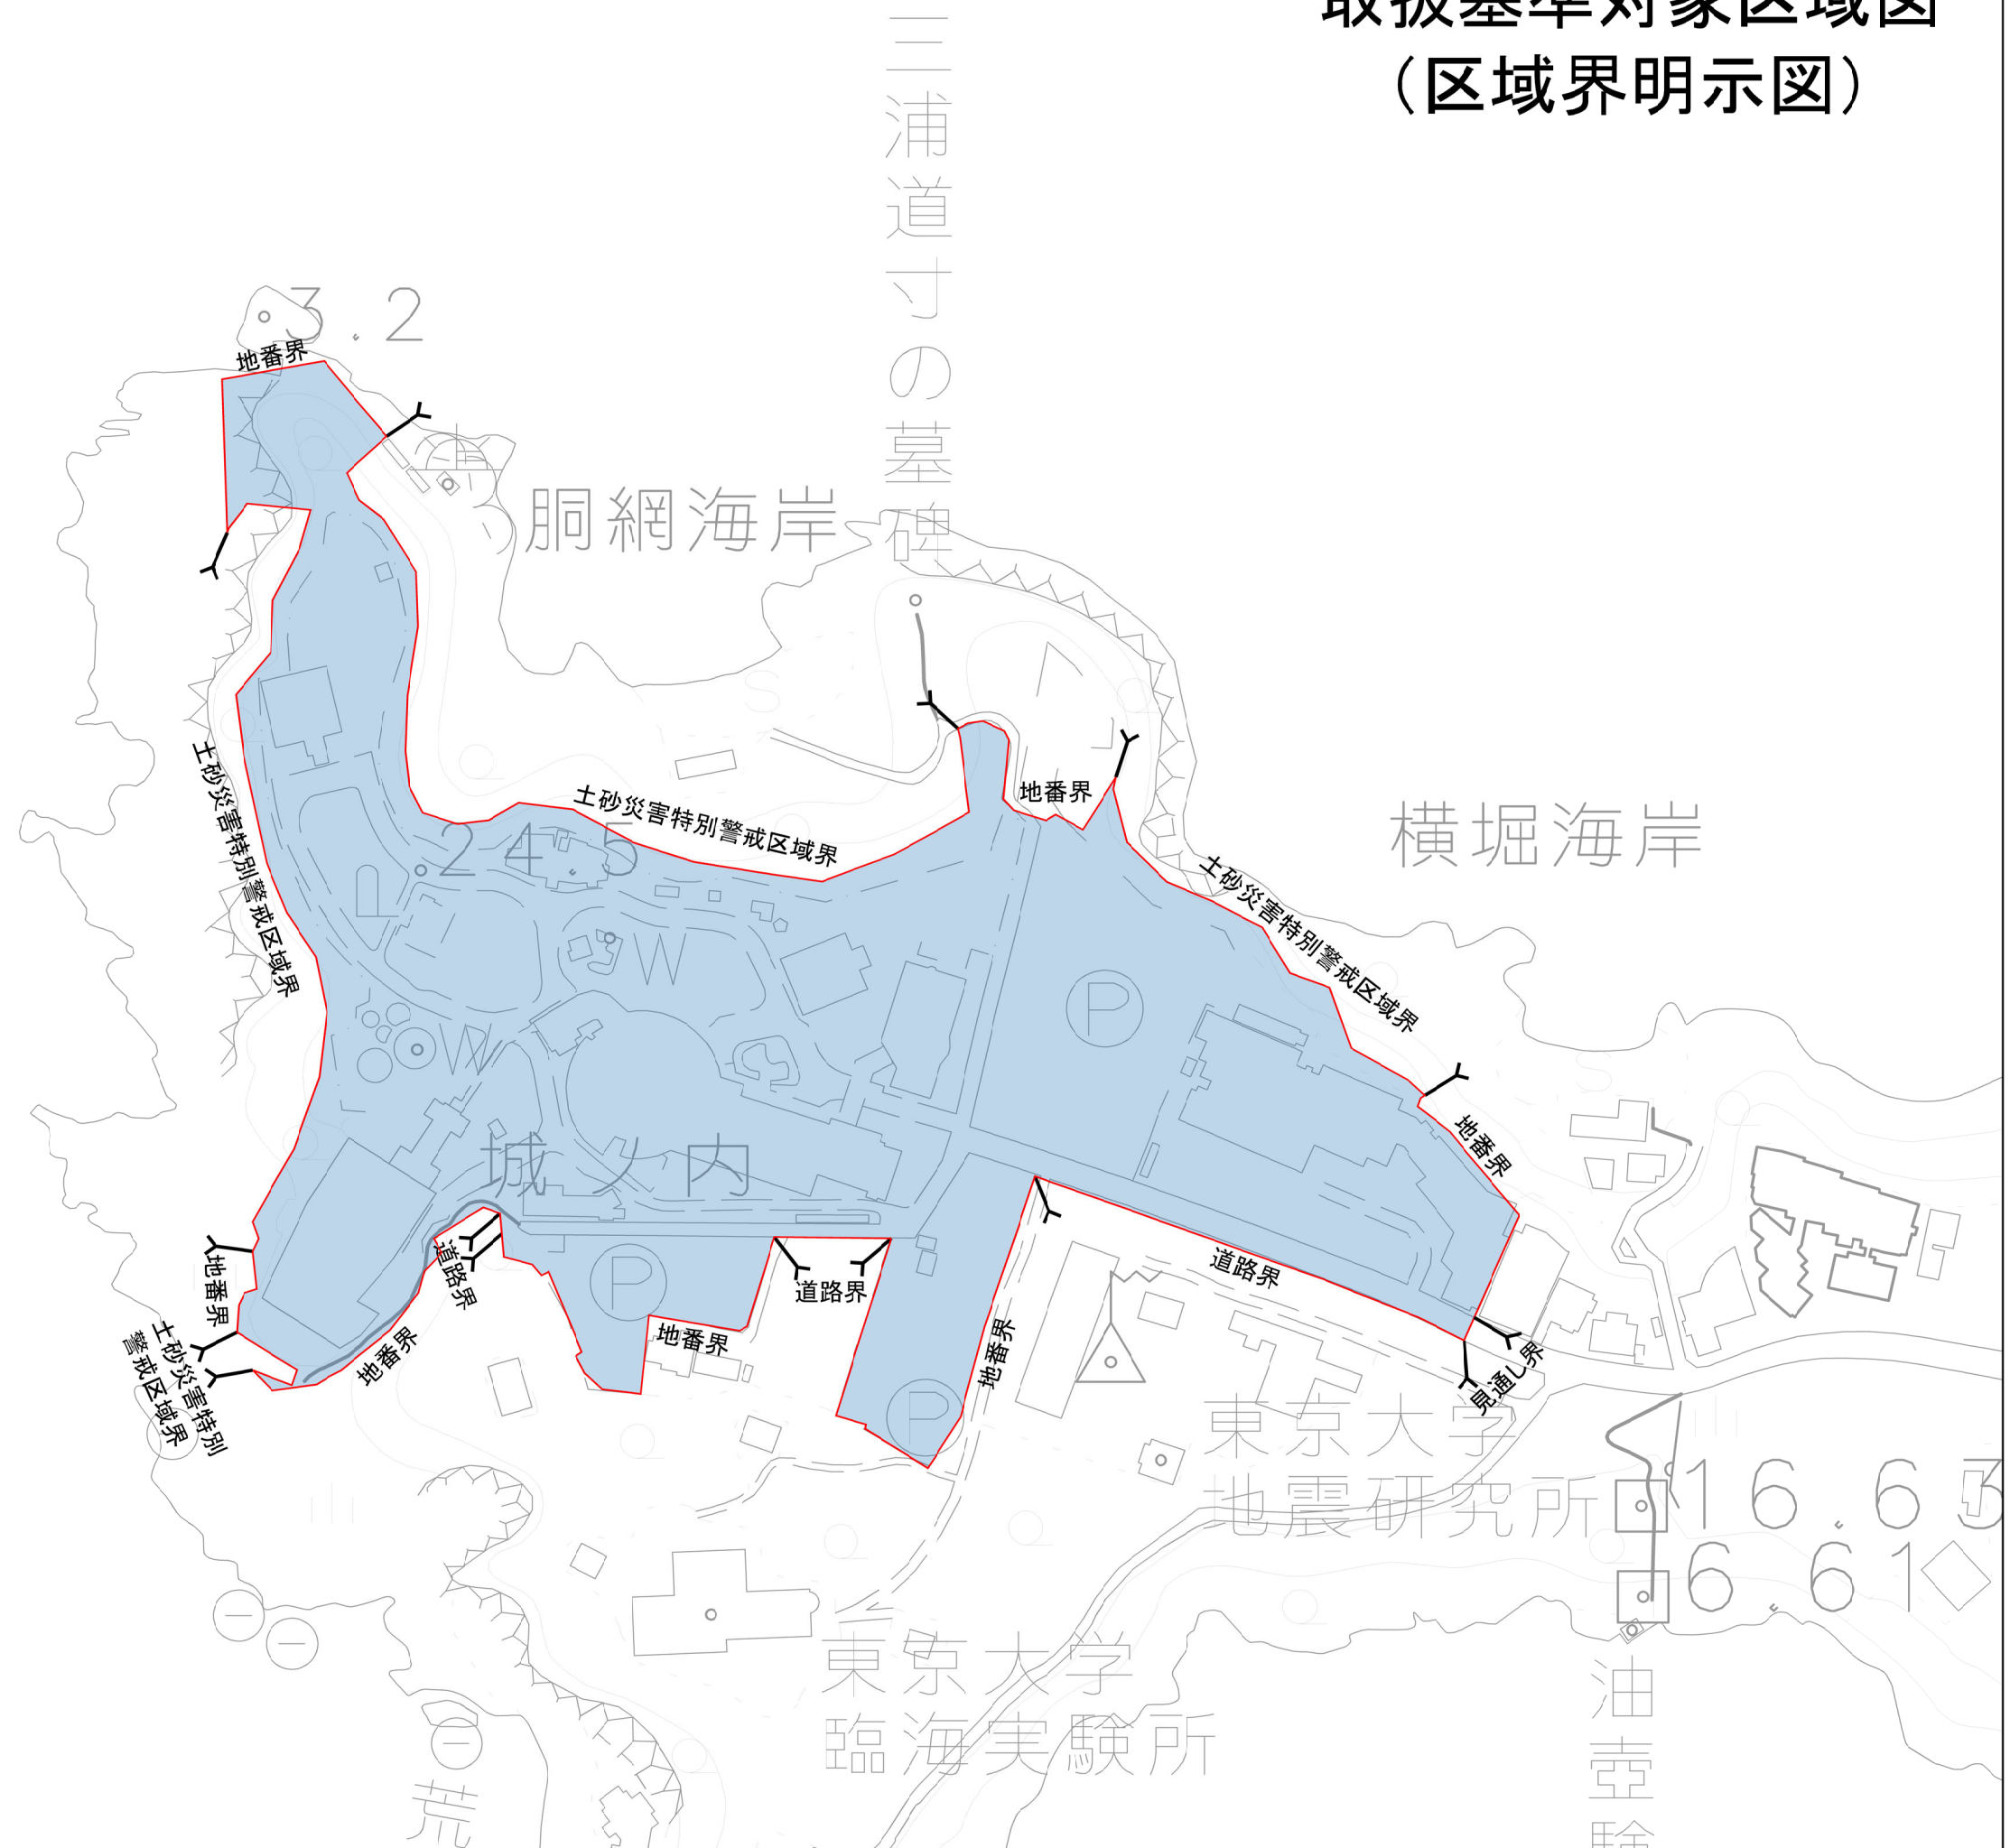 取扱基準対象区域図
（区域界明示図）
三浦道寸の墓碑
3.2
地番界
胴網海岸
地番界
土砂災害特別警戒区域界
土砂災害特別警戒区域界
横堀海岸
土砂災害特別警戒区域界
24.5
W
P
W
地番界
城ノ内
道路界
P
道路界
道路界
地番界
土砂災害特別
警戒区域界
地番界
地番界
地番界
見通し界
P
東京大学
地震研究所
16.63
6.61
東京大学
臨海実験所
油壺験
荒